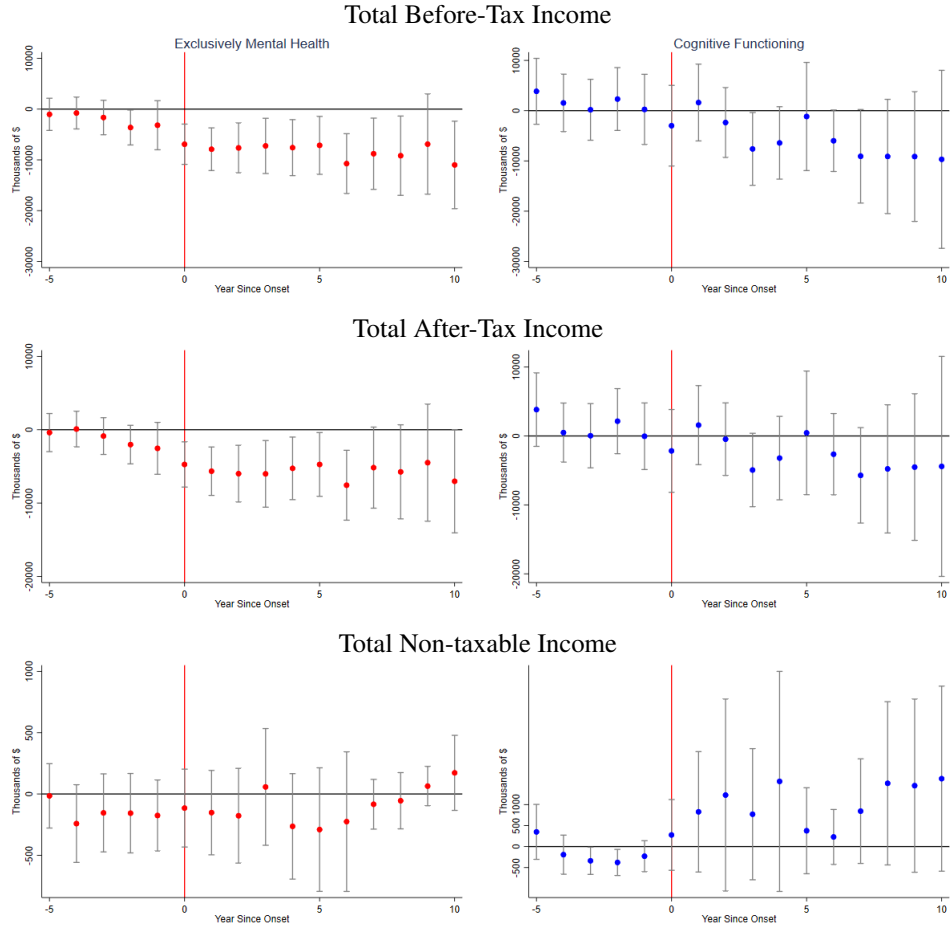 Total Before-Tax Income
Exclusively Mental Health
Cognitive Functioning
Thousands of $
10000
0
-10000
-20000
-30000
-5
0
5
10
Year Since Onset
Thousands of $
10000
0
-10000
-20000
-30000
-5
0
5
10
Year Since Onset
Total After-Tax Income
Thousands of $
10000
0
-10000
-20000
-5
0
5
10
Year Since Onset
Thousands of $
10000
0
-10000
-20000
-5
0
5
10
Year Since Onset
Total Non-taxable Income
Thousands of $
1000
500
0
-500
-5
0
5
10
Year Since Onset
Thousands of $
1000
500
0
-500
-5
0
5
10
Year Since Onset